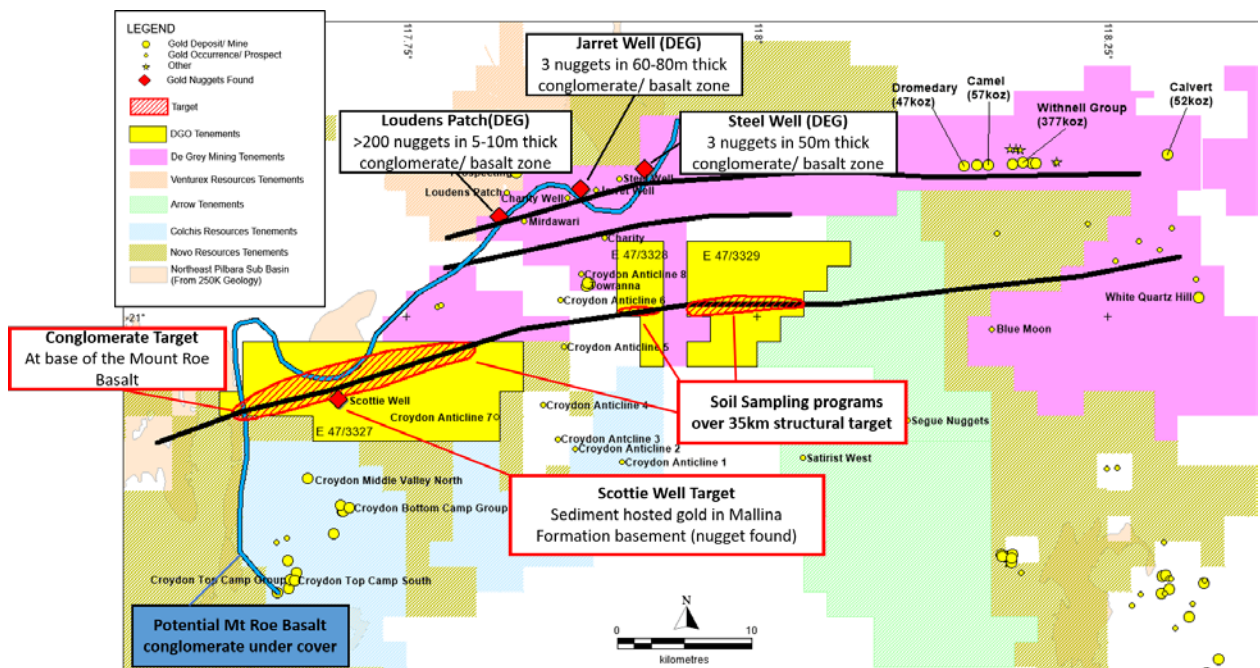 LEGEND
Gold Deposit/ Mine
Gold Occurrence/ Prospect
Other
Gold Nuggets Found
Target
DGO Tenements
De Grey Mining Tenements
Venturex Resources Tenements
Arrow Tenements
Colchis Resources Tenements
Novo Resources Tenements
Northeast Pilbara Sub Basin
(From 250K Geology)
117.75
118
118.25
-21
Jarret Well (DEG)
3 nuggets in 60-80m thick
conglomerate/ basalt zone
Loudens Patch(DEG)
>200 nuggets in 5-10m thick
conglomerate/ basalt zone
Steel Well (DEG)
3 nuggets in 50m thick
conglomerate/ basalt zone
Dromedary
(47koz)
Camel
(57koz)
Withnell Group
(377koz)
Calvert
(52koz)
Steel Well
Jarret Well
Loudens Patch
Charity Well
Mirdawari
Charity
E 47/3328
E 47/3329
Croydon Anticline 8
Towranna
Croydon Anticline 6
White Quartz Hill
Blue Moon
Croydon Anticline 5
Conglomerate Target
At base of the Mount Roe
Basalt
Scottie Well
Croydon Anticline 7
E 47/3327
Croydon Anticline 4
Croydon Antcline 3
Croydon Anticline 2
Croydon Anticline 1
Soil Sampling programs
over 35km structural target
Segue Nuggets
Satirist West
Scottie Well Target
Sediment hosted gold in Mallina
Formation basement (nugget found)
Croydon Middle Valley North
Croydon Bottom Camp Group
Croydon Top Camp Group
Croydon Top Camp South
Potential Mt Roe Basalt
conglomerate under cover
N
0
10
kilometres